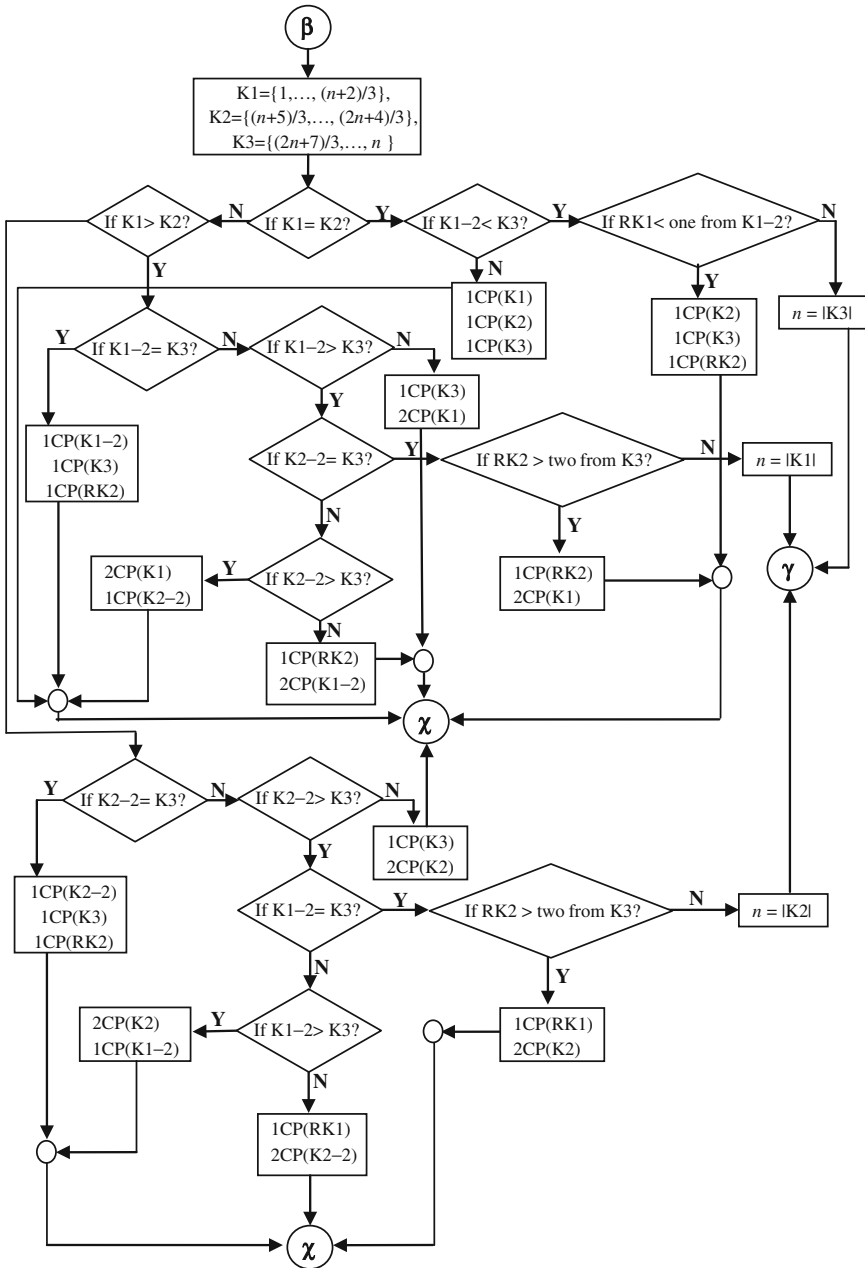 β
K1={1,..., (n+2)/3},
K2={(n+5)/3,..., (2n+4)/3},
K3={(2n+7)/3,..., n }
If K1> K2?
N
If K1= K2?
Y
If K1−2< K3?
Y
If RK1< one from K1−2?
N
Y
N
Y
1CP(K1)
1CP(K2)
1CP(K3)
1CP(K2)
1CP(K3)
1CP(RK2)
n = |K3|
Y
If K1−2= K3?
N
If K1−2> K3?
N
1CP(K3)
2CP(K1)
Y
1CP(K1−2)
1CP(K3)
1CP(RK2)
If K2−2= K3?
Y
If RK2 > two from K3?
N
n = |K1|
N
Y
2CP(K1)
1CP(K2−2)
Y
If K2−2> K3?
1CP(RK2)
2CP(K1)
γ
N
1CP(RK2)
2CP(K1−2)
χ
Y
If K2−2= K3?
N
If K2−2> K3?
N
1CP(K3)
2CP(K2)
Y
1CP(K2−2)
1CP(K3)
1CP(RK2)
If K1−2= K3?
Y
If RK2 > two from K3?
N
n = |K2|
N
Y
2CP(K2)
1CP(K1−2)
Y
If K1−2> K3?
1CP(RK1)
2CP(K2)
N
1CP(RK1)
2CP(K2−2)
χ